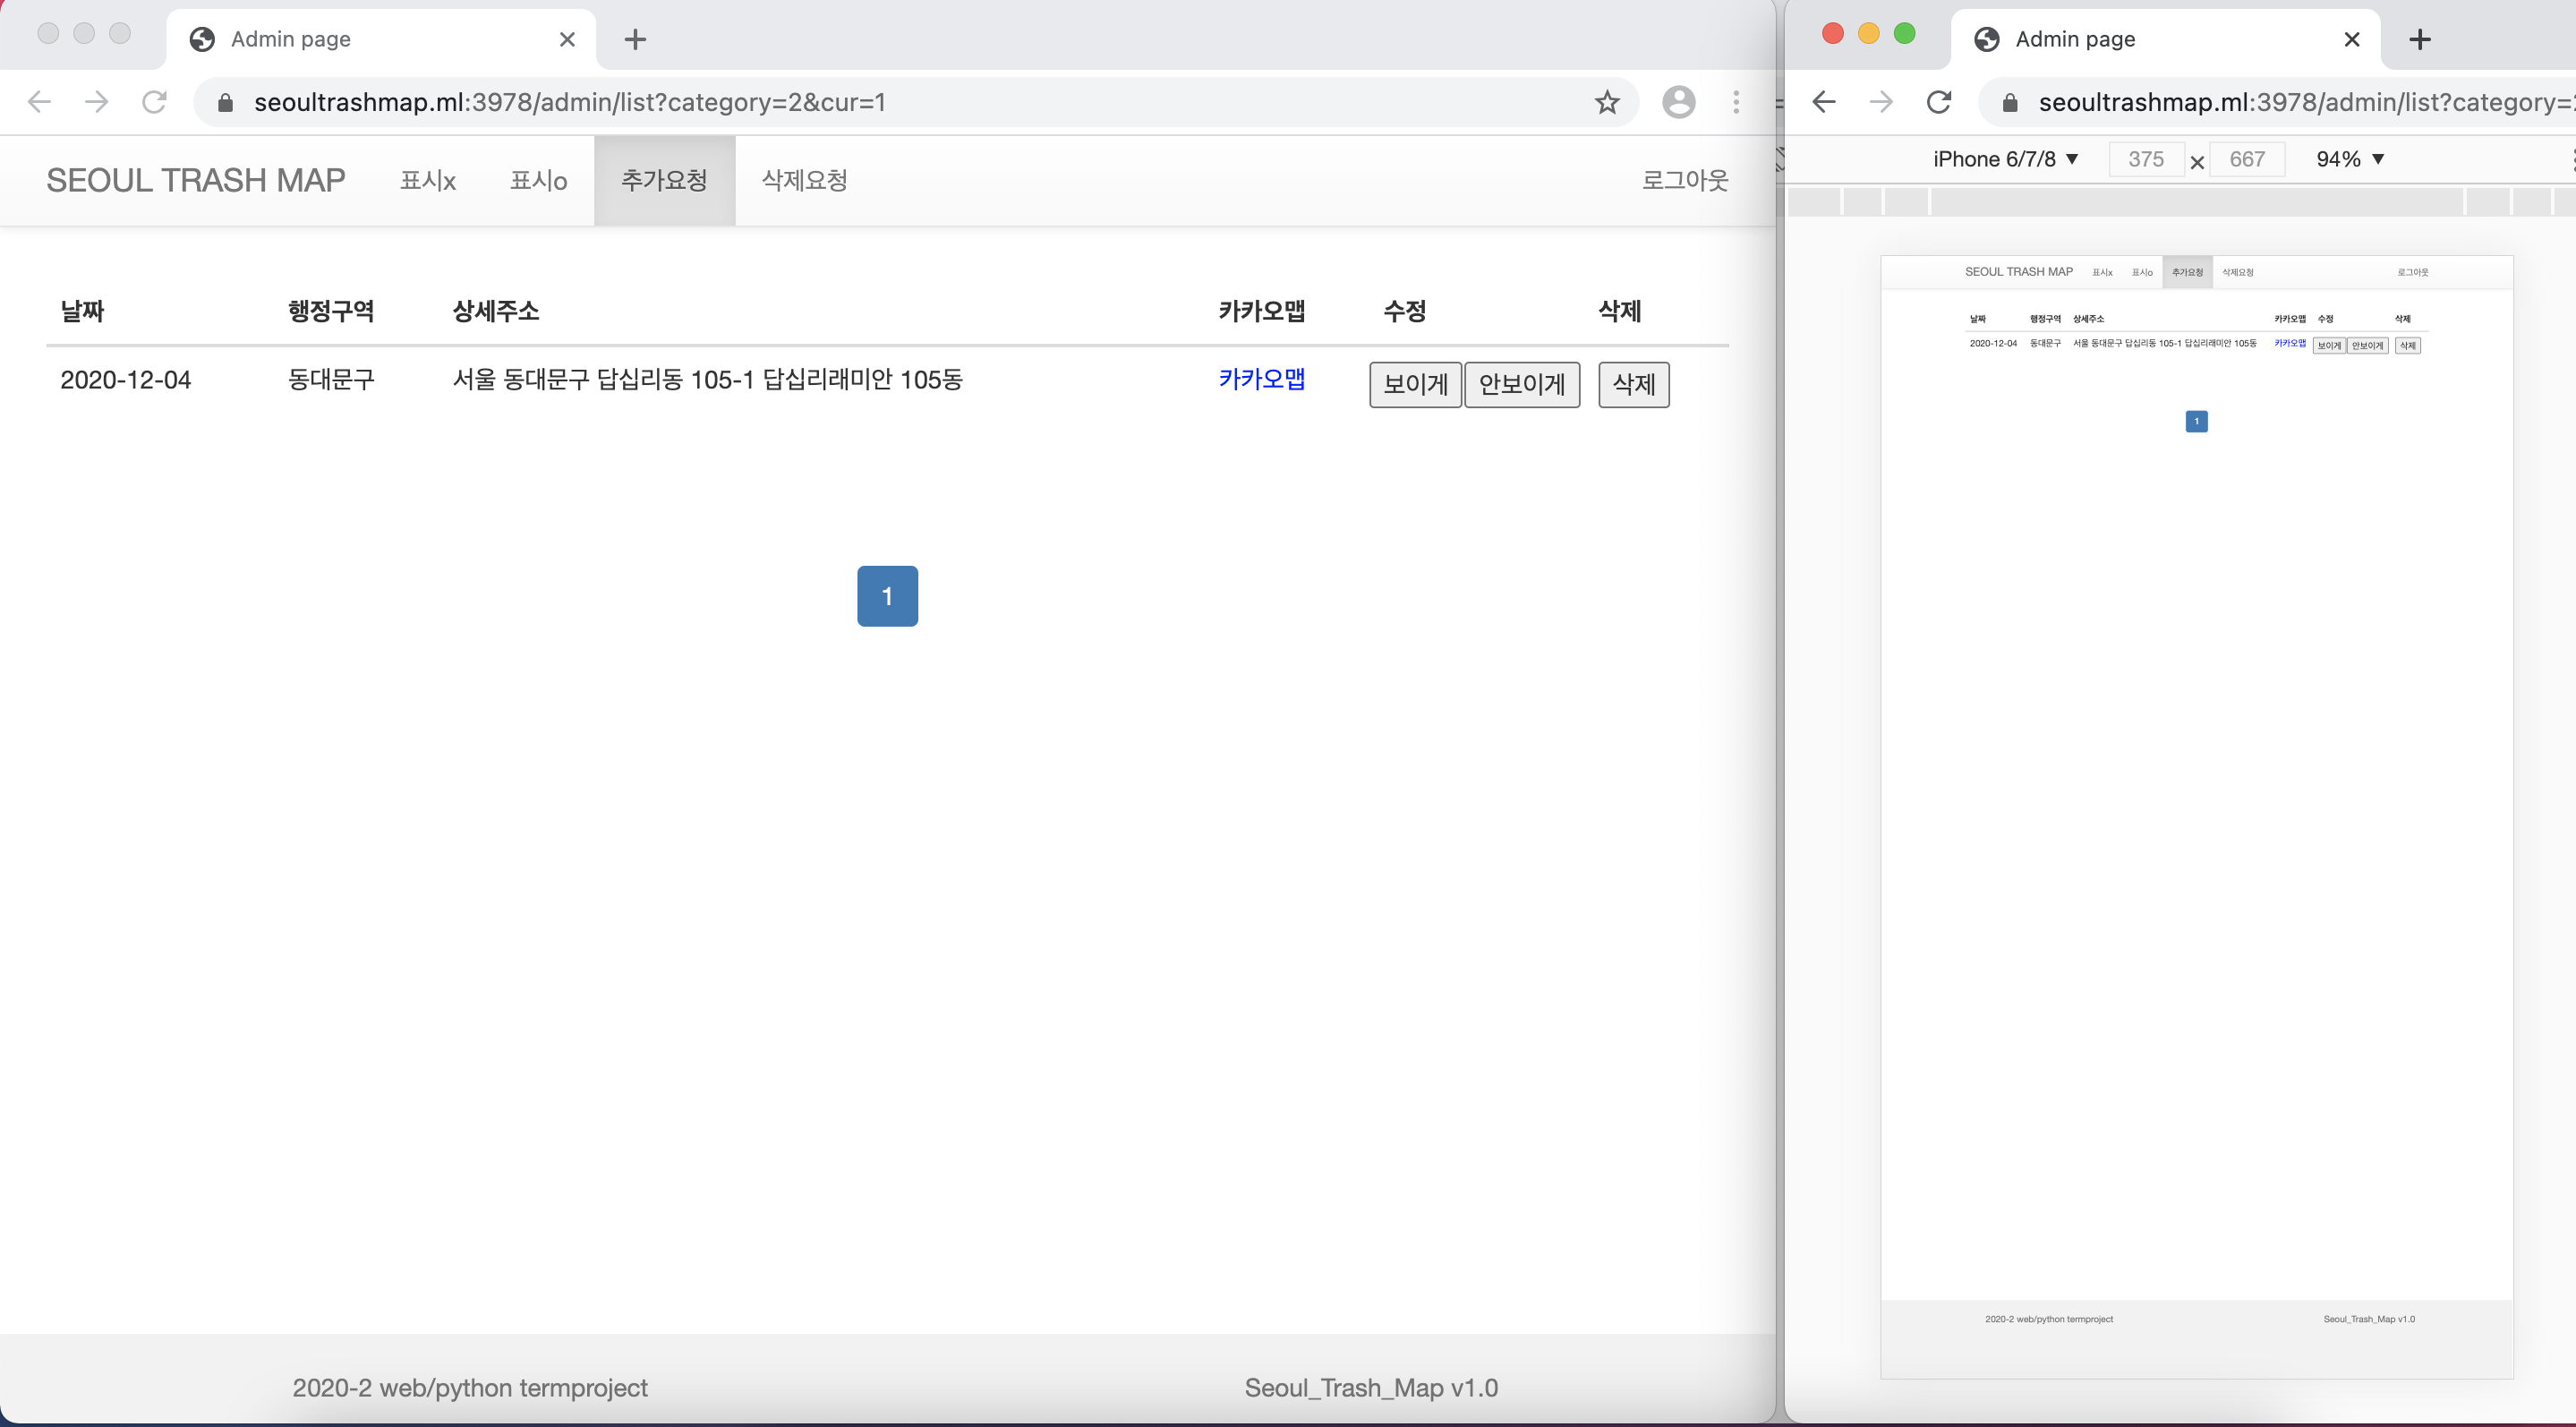 Admin page
seoultrashmap.ml:3978/admin/list?category=2&cur=1
SEOUL TRASH MAP 표시x 표시o 추가요청 삭제요청 로그아웃
날짜 행정구역 상세주소 카카오맵 수정 삭제
2020-12-04 동대문구 서울 동대문구 답십리동 105-1 답십리래미안 105동 카카오맵 보이게 안보이게 삭제
1
2020-2 web/python termproject Seoul_Trash_Map v1.0
Admin page
seoultrashmap.ml:3978/admin/list?category=
iPhone 6/7/8 ▼ 375 × 667 94% ▼
SEOUL TRASH MAP 표시x 표시o 추가요청 삭제요청 로그아웃
날짜 행정구역 상세주소 카카오맵 수정 삭제
2020-12-04 동대문구 서울 동대문구 답십리동 105-1 답십리래미안 105동 카카오맵 보이게 안보이게 삭제
1
2020-2 web/python termproject Seoul_Trash_Map v1.0